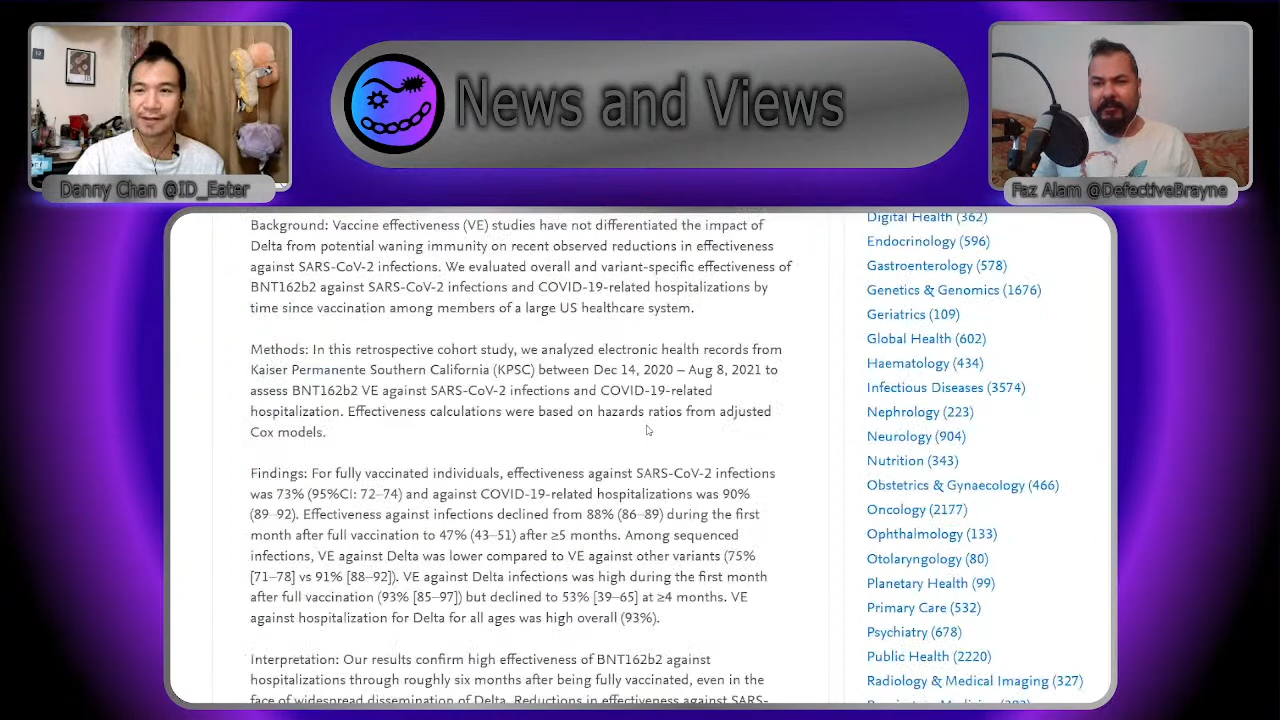 News and Views
Danny Chan @ID_Eater
Faz Alam @DefectiveBrayne
Background: Vaccine effectiveness (VE) studies have not differentiated the impact of
Delta from potential waning immunity on recent observed reductions in effectiveness
against SARS-CoV-2 infections. We evaluated overall and variant-specific effectiveness of
BNT162b2 against SARS-CoV-2 infections and COVID-19-related hospitalizations by
time since vaccination among members of a large US healthcare system.
Methods: In this retrospective cohort study, we analyzed electronic health records from
Kaiser Permanente Southern California (KPSC) between Dec 14, 2020 – Aug 8, 2021 to
assess BNT162b2 VE against SARS-CoV-2 infections and COVID-19-related
hospitalization. Effectiveness calculations were based on hazards ratios from adjusted
Cox models.
Findings: For fully vaccinated individuals, effectiveness against SARS-CoV-2 infections
was 73% (95%CI: 72–74) and against COVID-19-related hospitalizations was 90%
(89–92). Effectiveness against infections declined from 88% (86–89) during the first
month after full vaccination to 47% (43–51) after ≥5 months. Among sequenced
infections, VE against Delta was lower compared to VE against other variants (75%
[71–78] vs 91% [88–92]). VE against Delta infections was high during the first month
after full vaccination (93% [85–97]) but declined to 53% [39–65] at ≥4 months. VE
against hospitalization for Delta for all ages was high overall (93%).
Interpretation: Our results confirm high effectiveness of BNT162b2 against
hospitalizations through roughly six months after being fully vaccinated, even in the
face of widespread dissemination of Delta. Reductions in effectiveness against SARS-
Digital Health (362)
Endocrinology (596)
Gastroenterology (578)
Genetics & Genomics (1676)
Geriatrics (109)
Global Health (602)
Haematology (434)
Infectious Diseases (3574)
Nephrology (223)
Neurology (904)
Nutrition (343)
Obstetrics & Gynaecology (466)
Oncology (2177)
Ophthalmology (133)
Otolaryngology (80)
Planetary Health (99)
Primary Care (532)
Psychiatry (678)
Public Health (2220)
Radiology & Medical Imaging (327)